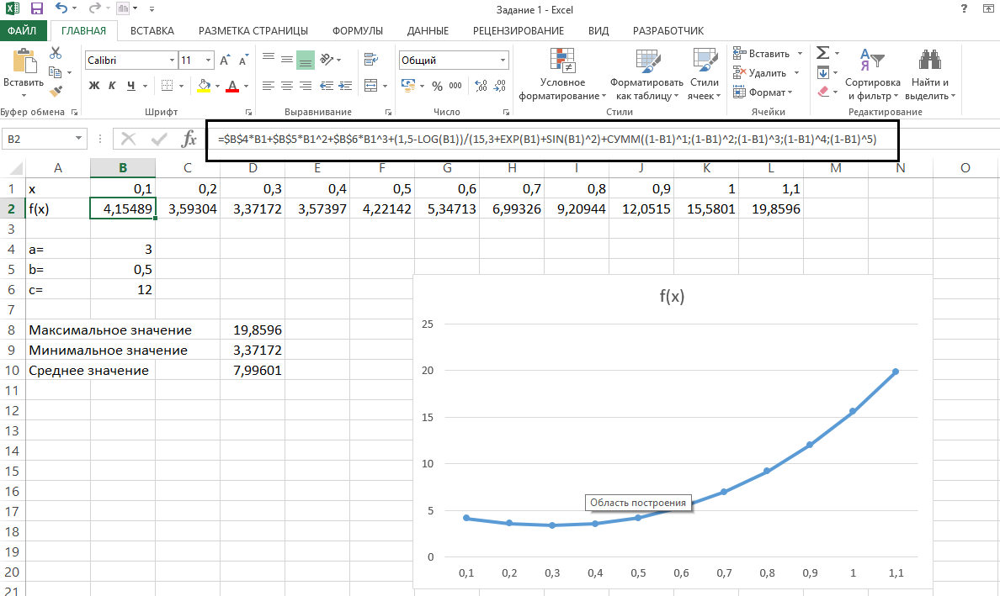 Задание 1 - Excel
?
ФАЙЛ ГЛАВНАЯ ВСТАВКА РАЗМЕТКА СТРАНИЦЫ ФОРМУЛЫ ДАННЫЕ РЕЦЕНЗИРОВАНИЕ ВИД РАЗРАБОТЧИК
Вставить
Calibri 11
Ж К Ч
Общий
% 000
Условное форматирование
Форматировать как таблицу
Стили ячеек
Вставить
Удалить
Формат
Сортировка и фильтр
Найти и выделить
Буфер обмена Шрифт Выравнивание Число Стили Ячейки Редактирование
B2 fx =$B$4*B1+$B$5*B1^2+$B$6*B1^3+(1,5-LOG(B1))/(15,3+EXP(B1)+SIN(B1)^2)+СУММ((1-B1)^1;(1-B1)^2;(1-B1)^3;(1-B1)^4;(1-B1)^5)
A B C D E F G H I J K L M N O
1 x 0,1 0,2 0,3 0,4 0,5 0,6 0,7 0,8 0,9 1 1,1
2 f(x) 4,15489 3,59304 3,37172 3,57397 4,22142 5,34713 6,99326 9,20944 12,0515 15,5801 19,8596
3
4 a= 3
5 b= 0,5
6 c= 12
7
8 Максимальное значение 19,8596
9 Минимальное значение 3,37172
10 Среднее значение 7,99601
11
12
13
14
15
16
17
18
19
20
21
f(x)
25
20
15
10
5
0
Область построения
0,1 0,2 0,3 0,4 0,5 0,6 0,7 0,8 0,9 1 1,1